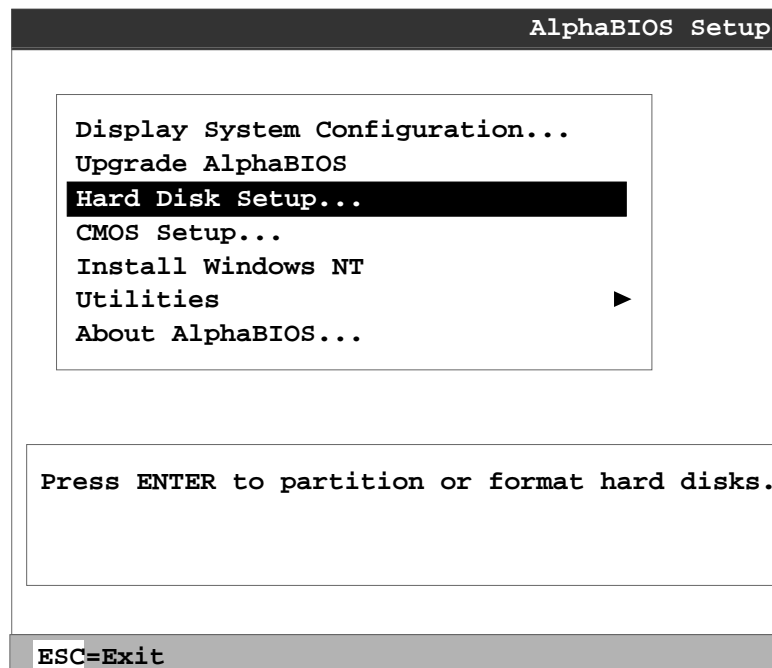 AlphaBIOS Setup
Display System Configuration...
Upgrade AlphaBIOS
Hard Disk Setup...
CMOS Setup...
Install Windows NT
Utilities
About AlphaBIOS...
Press ENTER to partition or format hard disks.
ESC=Exit